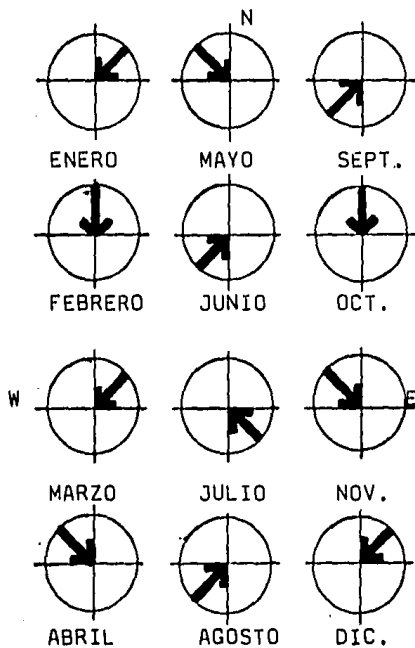 N
ENERO MAYO SEPT.
FEBRERO JUNIO OCT.
W E
MARZO JULIO NOV.
ABRIL AGOSTO DIC.